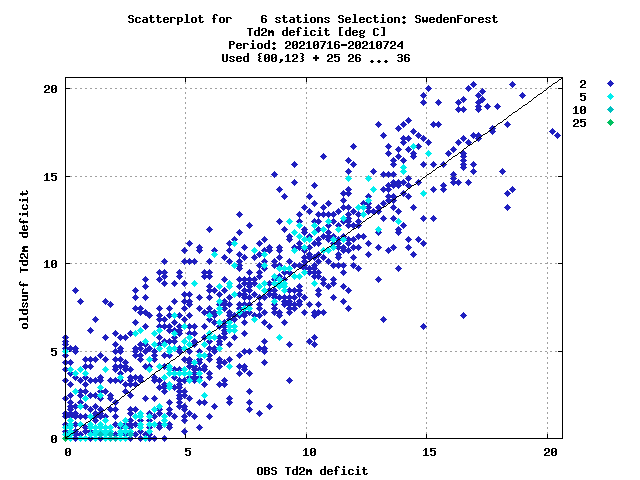 Scatterplot for 6 stations Selection: SwedenForest
Td2m deficit [deg C]
Period: 20210716-20210724
Used {00,12} + 25 26 ... 36
2
5
10
25
20
15
10
5
0
oldsurf Td2m deficit
0 5 10 15 20
OBS Td2m deficit